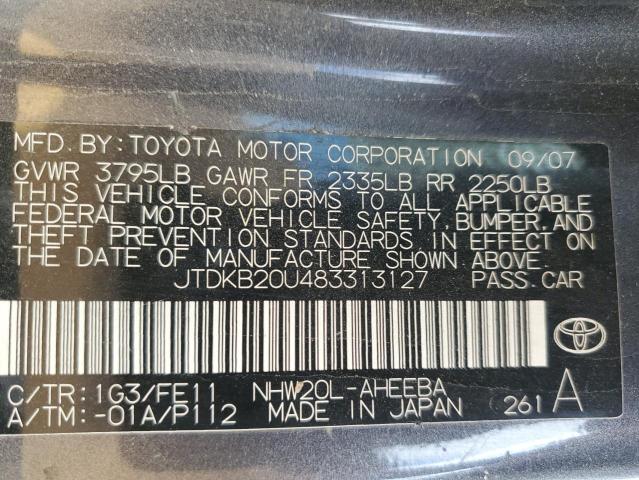 MFD. BY: TOYOTA MOTOR CORPORATION 09/07
GVWR 3795LB GAWR FR 2335LB RR 2250LB
THIS VEHICLE CONFORMS TO ALL APPLICABLE
FEDERAL MOTOR VEHICLE SAFETY, BUMPER, AND
THEFT PREVENTION STANDARDS IN EFFECT ON
THE DATE OF MANUFACTURE SHOWN ABOVE.
JTDKB20U483313127 PASS.CAR
C/TR:1G3/FE11 NHW20L-AHEEBA
A/TM:-01A/P112 MADE IN JAPAN 261 A